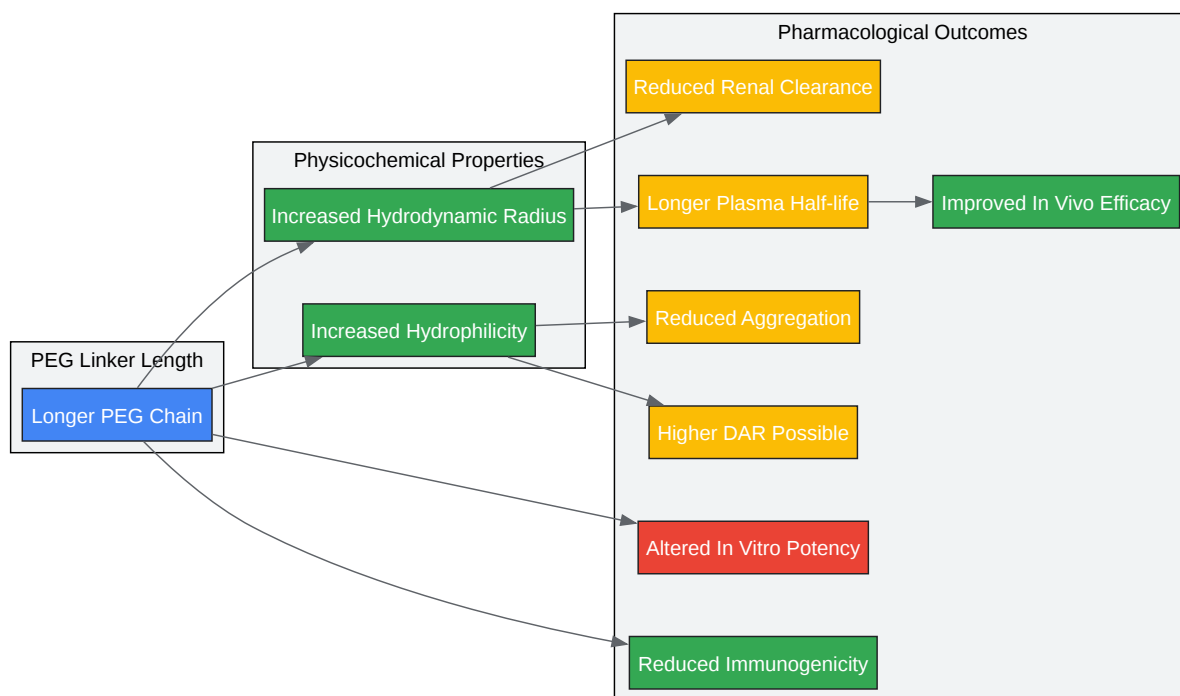 Pharmacological Outcomes
Reduced Renal Clearance
Physicochemical Properties
Increased Hydrodynamic Radius
Longer Plasma Half-life
Improved In Vivo Efficacy
Reduced Aggregation
Increased Hydrophilicity
PEG Linker Length
Longer PEG Chain
Higher DAR Possible
Altered In Vitro Potency
Reduced Immunogenicity